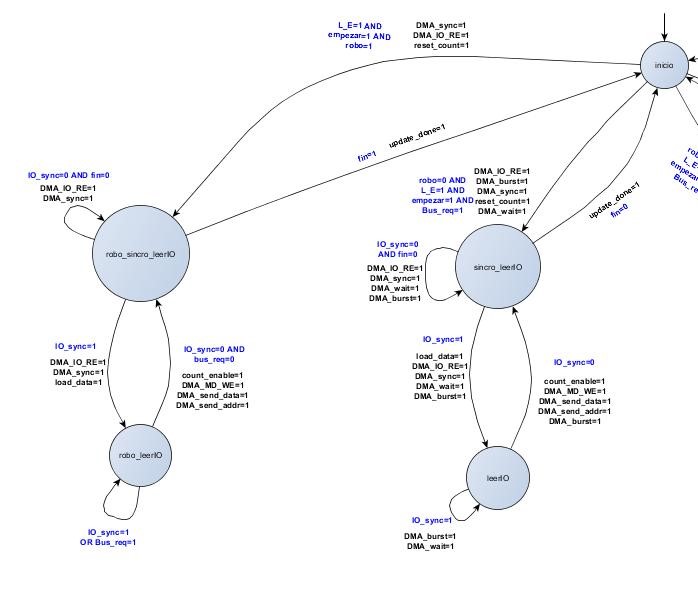 L_E=1 AND
empezar=1 AND
robo=1
DMA_sync=1
DMA_IO_RE=1
reset_count=1
inicio
fin=1
update_done=1
IO_sync=0 AND fin=0
DMA_IO_RE=1
DMA_sync=1
robo_sincro_leerIO
robo=0 AND
L_E=1 AND
empezar=1 AND
Bus_req=1
DMA_IO_RE=1
DMA_burst=1
DMA_sync=1
reset_count=1
DMA_wait=1
update_done=1
fin=0
IO_sync=0
AND fin=0
DMA_IO_RE=1
DMA_sync=1
DMA_wait=1
DMA_burst=1
sincro_leerIO
IO_sync=1
DMA_IO_RE=1
DMA_sync=1
load_data=1
IO_sync=0 AND
bus_req=0
count_enable=1
DMA_MD_WE=1
DMA_send_data=1
DMA_send_addr=1
IO_sync=1
load_data=1
DMA_IO_RE=1
DMA_sync=1
DMA_wait=1
DMA_burst=1
IO_sync=0
count_enable=1
DMA_MD_WE=1
DMA_send_data=1
DMA_send_addr=1
DMA_burst=1
robo_leerIO
leerIO
IO_sync=1
OR Bus_req=1
IO_sync=1
DMA_burst=1
DMA_wait=1